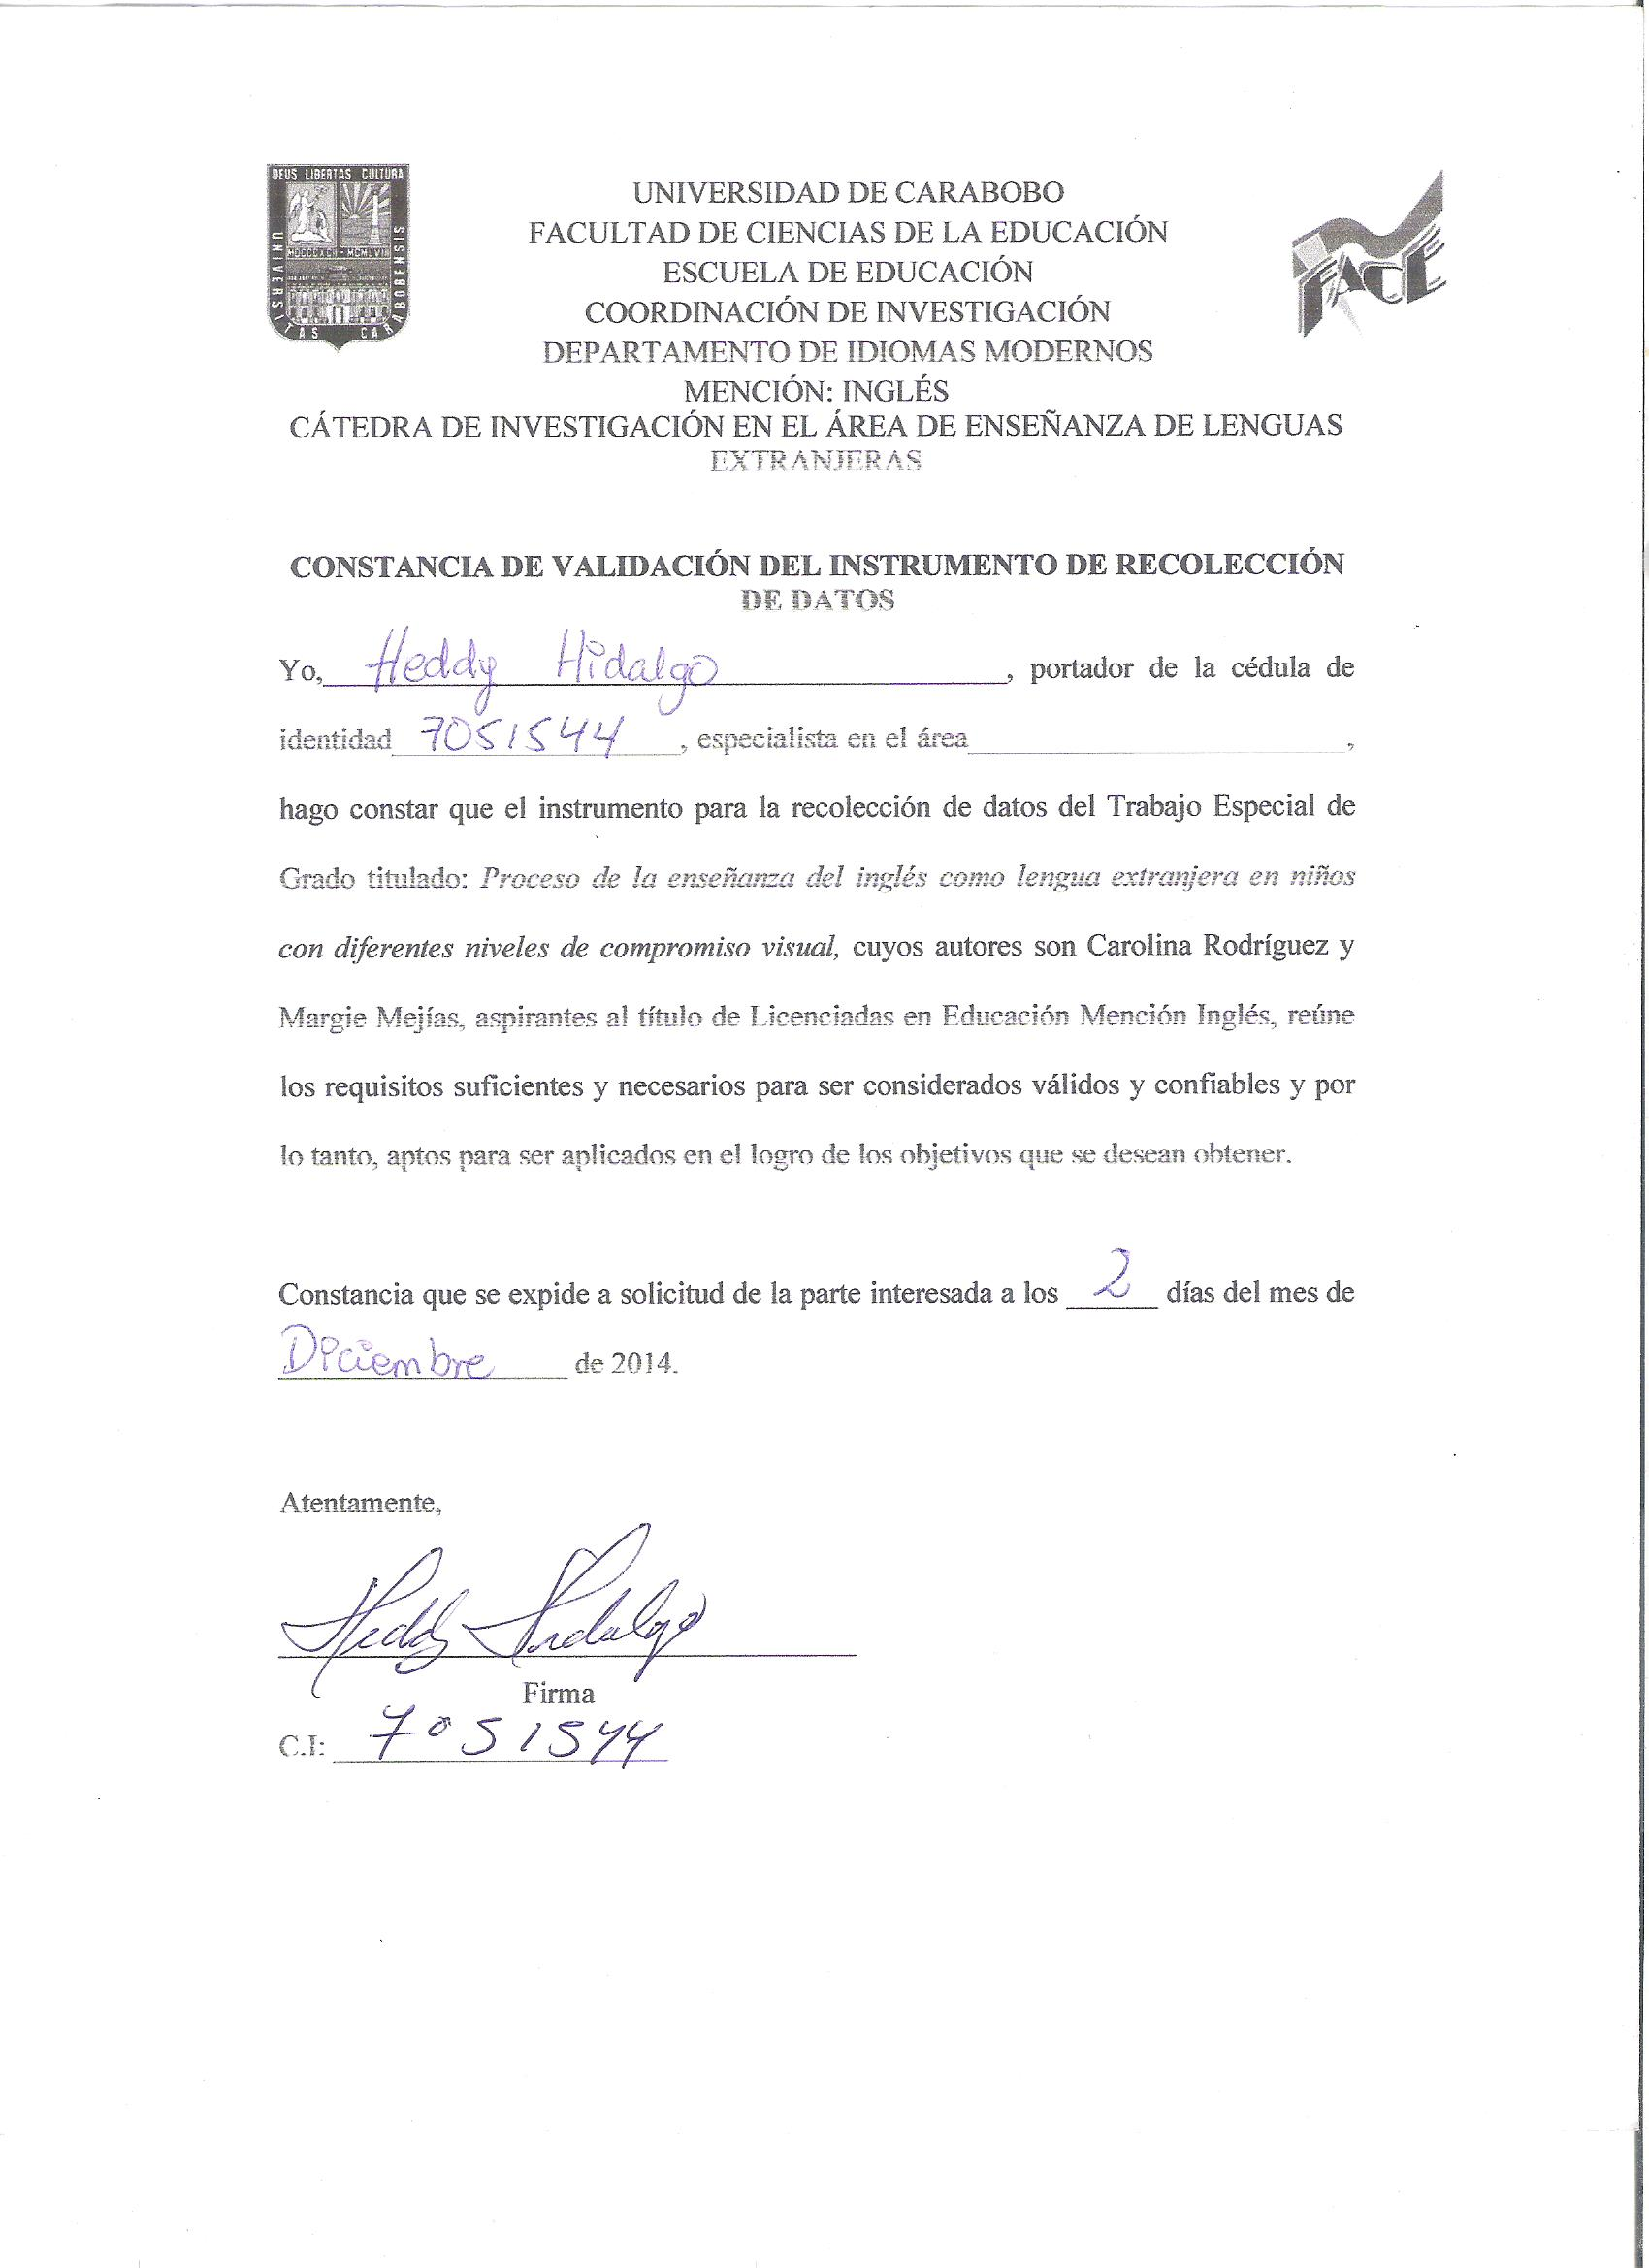 DEUS LIBERTAS CULTURA
UNIVERSITAS CARABOBENSIS
FACE
UNIVERSIDAD DE CARABOBO
FACULTAD DE CIENCIAS DE LA EDUCACIÓN
ESCUELA DE EDUCACIÓN
COORDINACIÓN DE INVESTIGACIÓN
DEPARTAMENTO DE IDIOMAS MODERNOS
MENCIÓN: INGLÉS
CÁTEDRA DE INVESTIGACIÓN EN EL ÁREA DE ENSEÑANZA DE LENGUAS
EXTRANJERAS
CONSTANCIA DE VALIDACIÓN DEL INSTRUMENTO DE RECOLECCIÓN
DE DATOS
Yo, Heddy Hidalgo, portador de la cédula de
identidad 7051544, especialista en el área ,
hago constar que el instrumento para la recolección de datos del Trabajo Especial de
Grado titulado: Proceso de la enseñanza del inglés como lengua extranjera en niños
con diferentes niveles de compromiso visual, cuyos autores son Carolina Rodríguez y
Margie Mejías, aspirantes al título de Licenciadas en Educación Mención Inglés, reúne
los requisitos suficientes y necesarios para ser considerados válidos y confiables y por
lo tanto, aptos para ser aplicados en el logro de los objetivos que se desean obtener.
Constancia que se expide a solicitud de la parte interesada a los 2 días del mes de
Diciembre de 2014.
Atentamente,
Heddy Hidalgo
Firma
C.I: 7051544